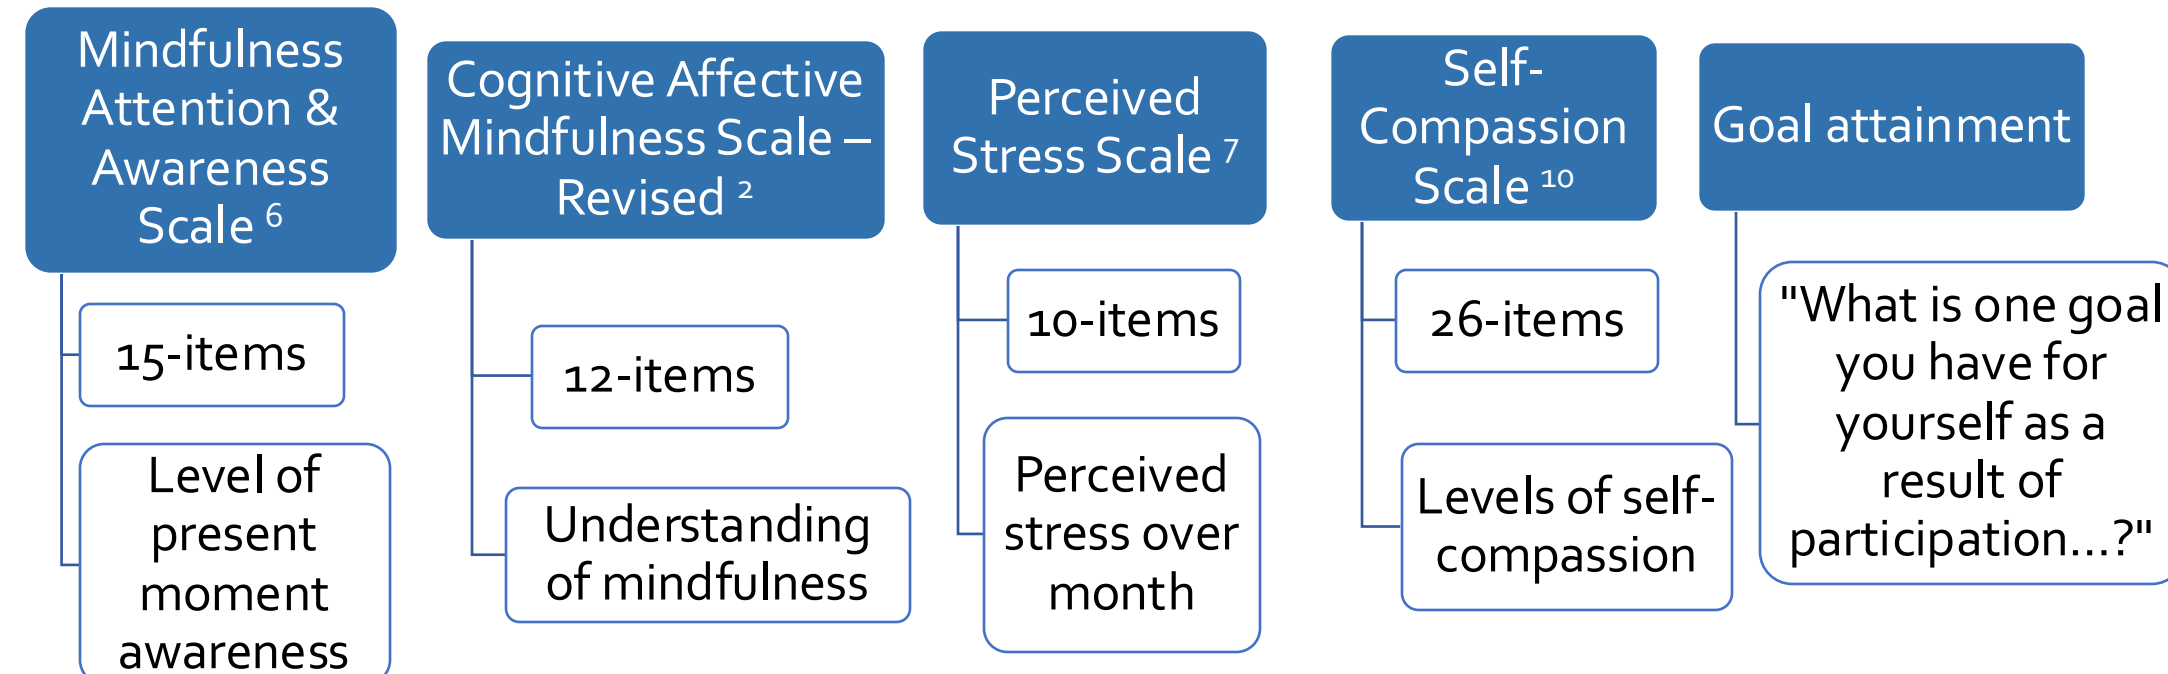 Mindfulness
Attention &
Awareness
Scale 6
15-items
Level of
present
moment
awareness
Cognitive Affective
Mindfulness Scale –
Revised 2
12-items
Understanding
of mindfulness
Perceived
Stress Scale 7
10-items
Perceived
stress over
month
Self-
Compassion
Scale 10
26-items
Levels of self-
compassion
Goal attainment
"What is one goal
you have for
yourself as a
result of
participation...?"